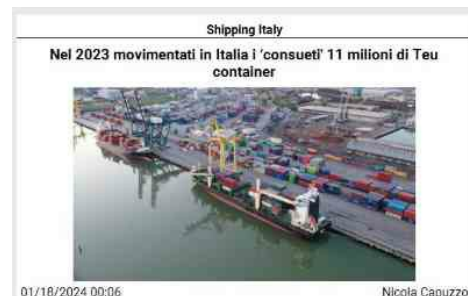 Shipping Italy
Nel 2023 movimentati in Italia i 'consueti' 11 milioni di Teu
container
01/18/2024 00:06
Nicola Capuzzo